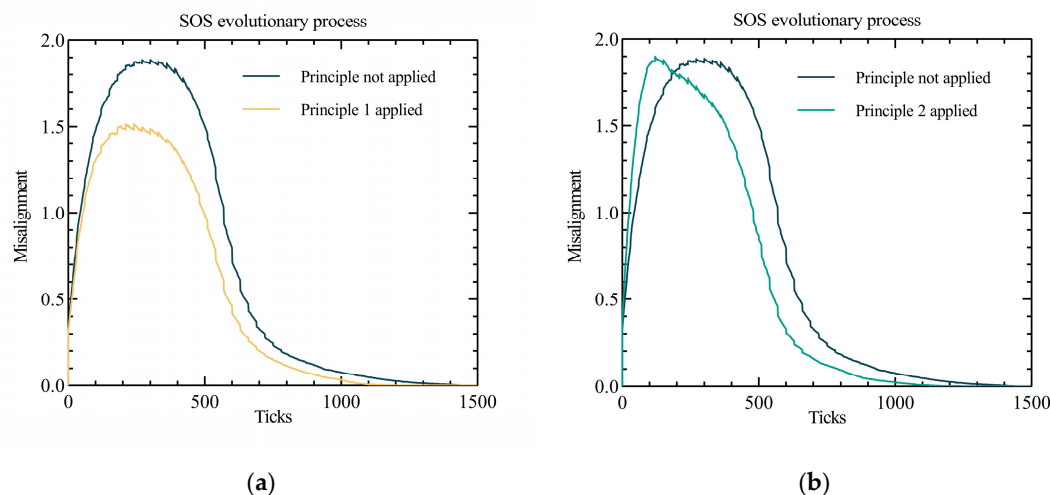 SOS evolutionary process
2.0
1.5
1.0
0.5
0.0
Misalignment
Principle not applied
Principle 1 applied
0
500
1000
1500
Ticks
(a)
SOS evolutionary process
2.0
1.5
1.0
0.5
0.0
Misalignment
Principle not applied
Principle 2 applied
0
500
1000
1500
Ticks
(b)